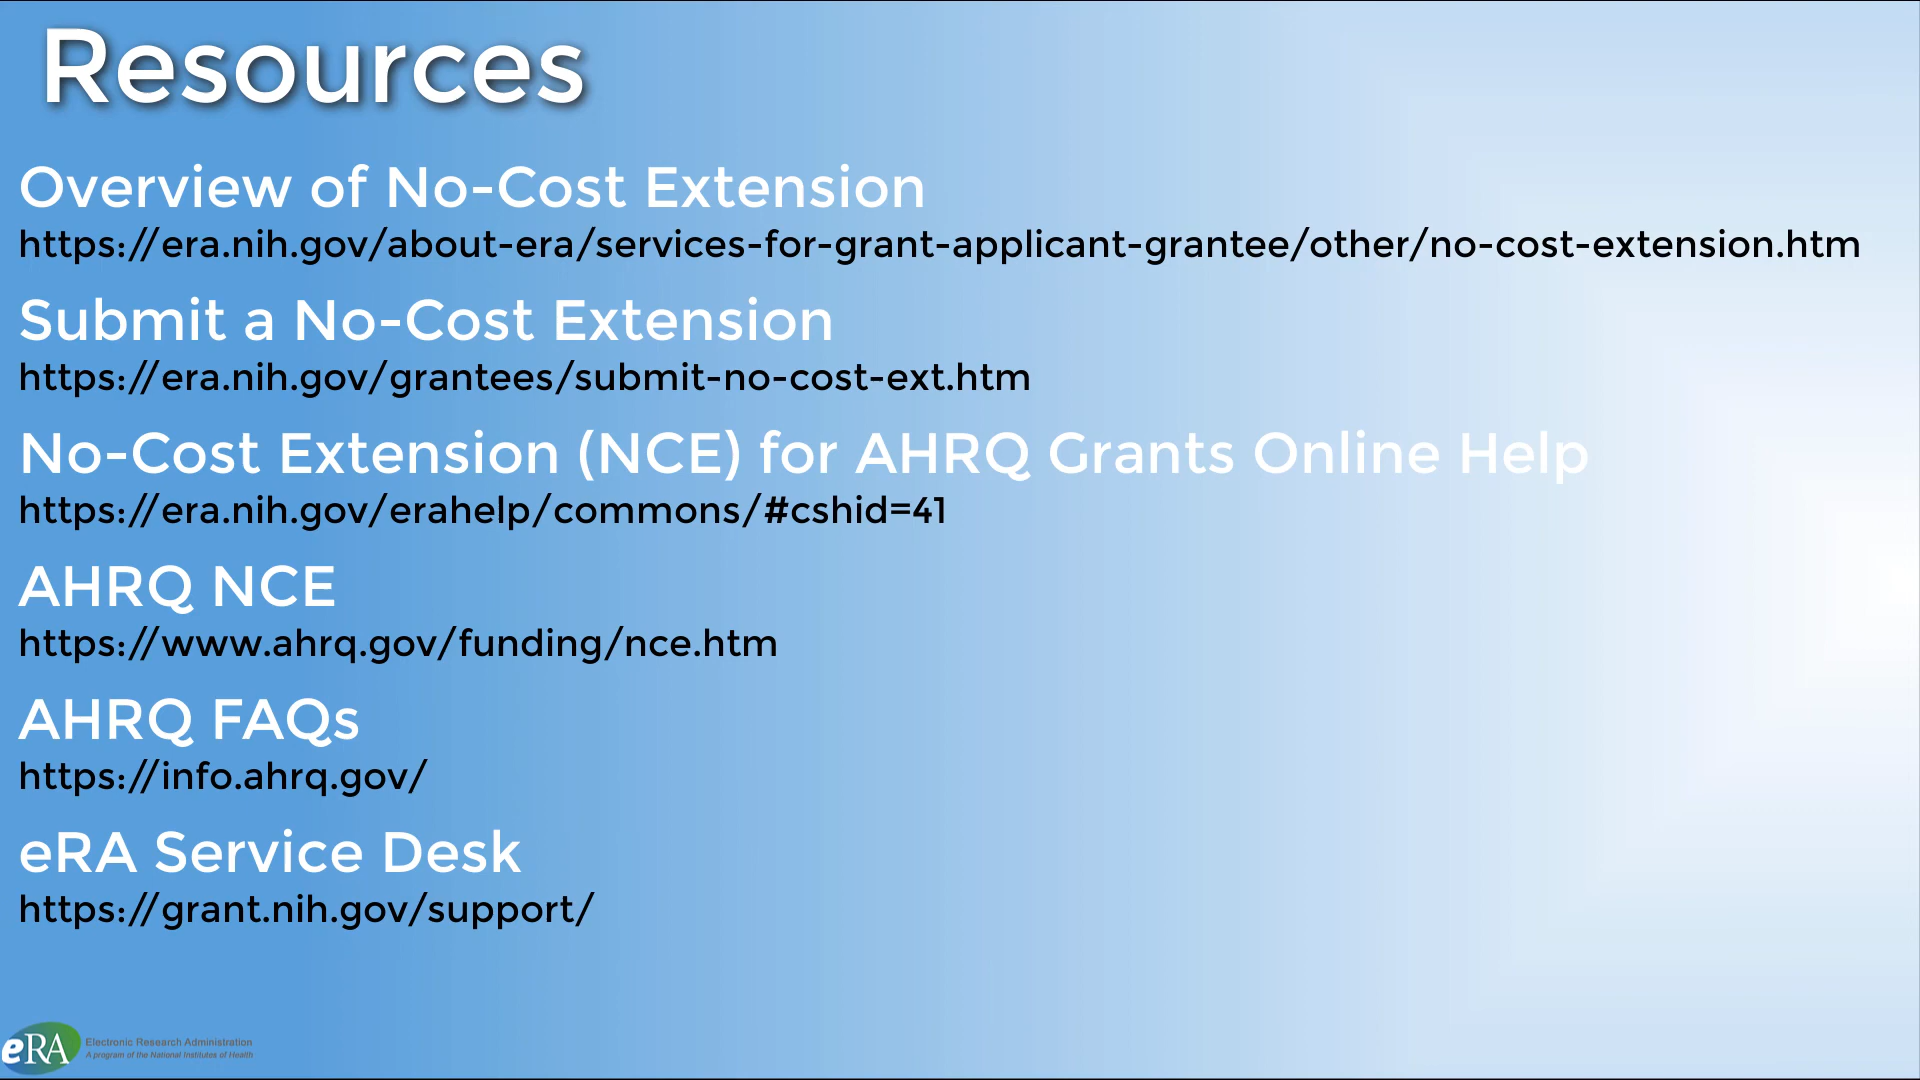 Resources
Overview of No-Cost Extension
https://era.nih.gov/about-era/services-for-grant-applicant-grantee/other/no-cost-extension.htm
Submit a No-Cost Extension
https://era.nih.gov/grantees/submit-no-cost-ext.htm
No-Cost Extension (NCE) for AHRQ Grants Online Help
https://era.nih.gov/erahelp/commons/#cshid=41
AHRQ NCE
https://www.ahrq.gov/funding/nce.htm
AHRQ FAQs
https://info.ahrq.gov/
eRA Service Desk
https://grant.nih.gov/support/
eRA
Electronic Research Administration
A program of the National Institutes of Health